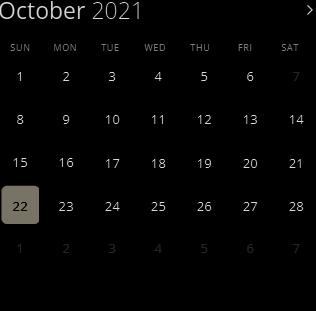 October 2021
SUN MON TUE WED THU FRI SAT
1 2 3 4 5 6 7
8 9 10 11 12 13 14
15 16 17 18 19 20 21
22 23 24 25 26 27 28
1 2 3 4 5 6 7